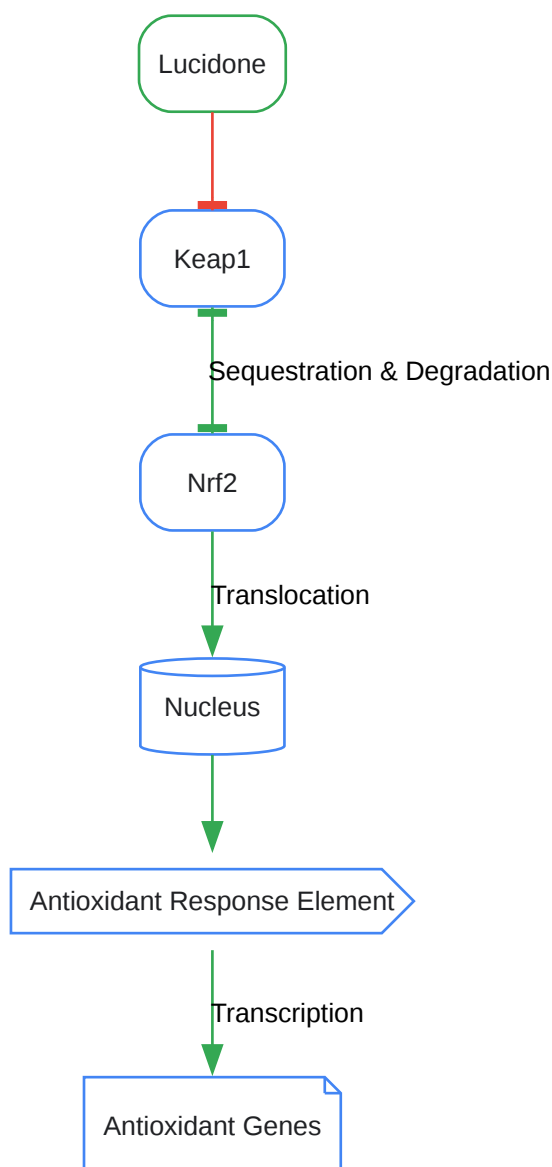 Lucidone
Keap1
Sequestration & Degradation
Nrf2
Translocation
Nucleus
Antioxidant Response Element
Transcription
Antioxidant Genes